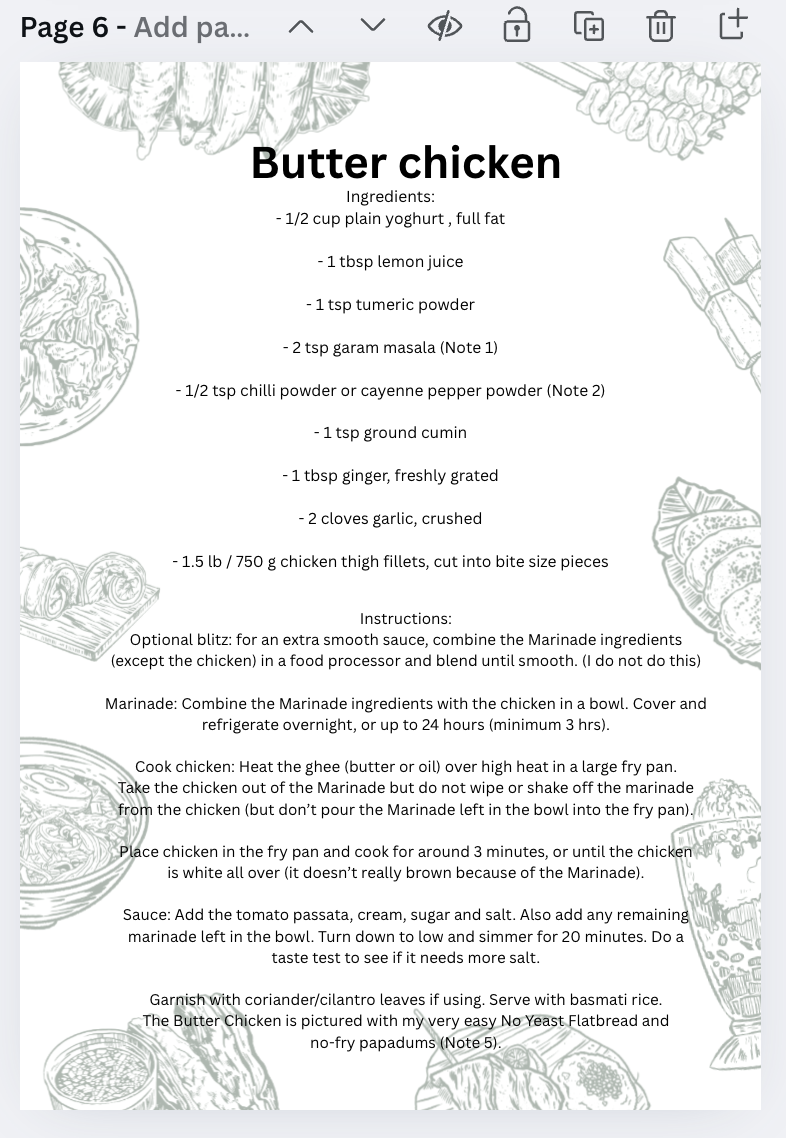 Page 6 - Add pa...
Butter chicken
Ingredients:
- 1/2 cup plain yoghurt , full fat
- 1 tbsp lemon juice
- 1 tsp tumeric powder
- 2 tsp garam masala (Note 1)
- 1/2 tsp chilli powder or cayenne pepper powder (Note 2)
- 1 tsp ground cumin
- 1 tbsp ginger, freshly grated
- 2 cloves garlic, crushed
- 1.5 lb / 750 g chicken thigh fillets, cut into bite size pieces
Instructions:
Optional blitz: for an extra smooth sauce, combine the Marinade ingredients
(except the chicken) in a food processor and blend until smooth. (I do not do this)
Marinade: Combine the Marinade ingredients with the chicken in a bowl. Cover and
refrigerate overnight, or up to 24 hours (minimum 3 hrs).
Cook chicken: Heat the ghee (butter or oil) over high heat in a large fry pan.
Take the chicken out of the Marinade but do not wipe or shake off the marinade
from the chicken (but don’t pour the Marinade left in the bowl into the fry pan).
Place chicken in the fry pan and cook for around 3 minutes, or until the chicken
is white all over (it doesn’t really brown because of the Marinade).
Sauce: Add the tomato passata, cream, sugar and salt. Also add any remaining
marinade left in the bowl. Turn down to low and simmer for 20 minutes. Do a
taste test to see if it needs more salt.
Garnish with coriander/cilantro leaves if using. Serve with basmati rice.
The Butter Chicken is pictured with my very easy No Yeast Flatbread and
no-fry papadums (Note 5).